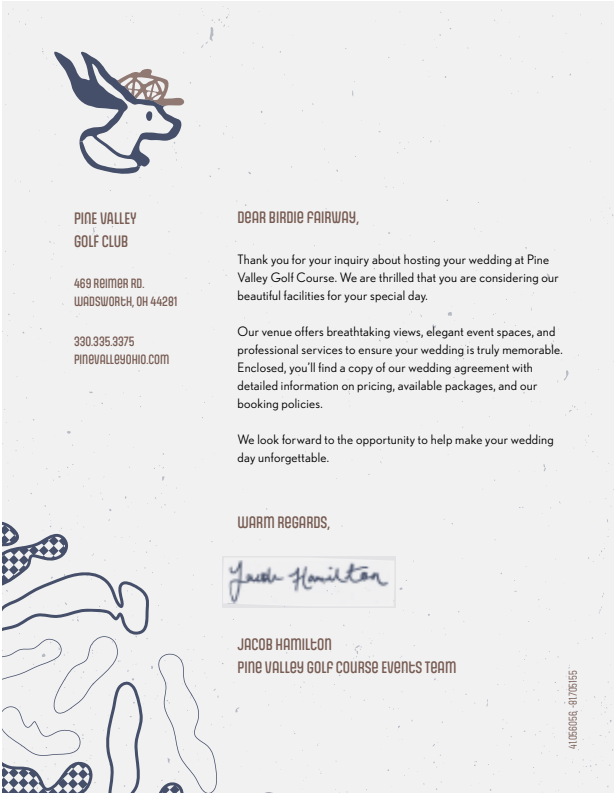 PINE VALLEY
GOLF CLUB
469 REIMER RD.
WADSWORTH, OH 44281
330.335.3375
PINEVALLEYOHIO.COM
DEAR BIRDIE FAIRWAY,
Thank you for your inquiry about hosting your wedding at Pine
Valley Golf Course. We are thrilled that you are considering our
beautiful facilities for your special day.
Our venue offers breathtaking views, elegant event spaces, and
professional services to ensure your wedding is truly memorable.
Enclosed, you'll find a copy of our wedding agreement with
detailed information on pricing, available packages, and our
booking policies.
We look forward to the opportunity to help make your wedding
day unforgettable.
WARM REGARDS,
Jacob Hamilton
JACOB HAMILTON
PINE VALLEY GOLF COURSE EVENTS TEAM
41.056056, -81.705155